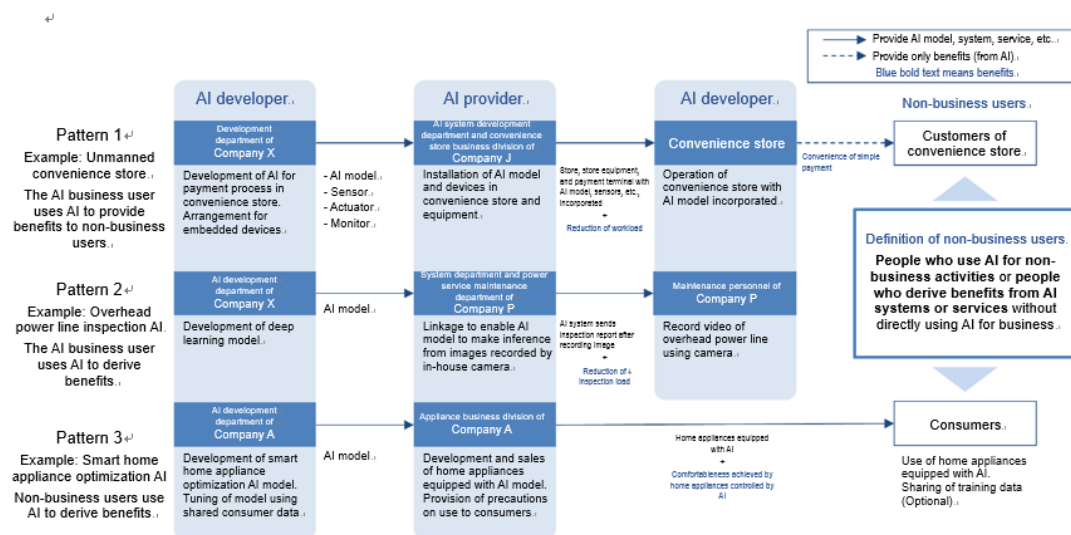 Provide AI model, system, service, etc.
Provide only benefits (from AI).
Blue bold text means benefits.
AI developer.
AI provider.
AI developer.
Non-business users.
Pattern 1
Example: Unmanned
convenience store.
The AI business user
uses AI to provide
benefits to non-business
users.
Development
department of
Company X
Development of AI for
payment process in
convenience store.
Arrangement for
embedded devices.
- AI model.
- Sensor
- Actuator
- Monitor
AI system development
department and convenience
store business division of
Company J
Installation of AI model
and devices in
convenience store and
equipment.
Store, store equipment,
and payment terminal with
AI model, sensors, etc.,
incorporated
+
Reduction of workload
Convenience store
Operation of
convenience store with
AI model incorporated.
Convenience of simple
payment
Customers of
convenience store.
Definition of non-business users.
People who use AI for non-
business activities or people
who derive benefits from AI
systems or services without
directly using AI for business.
Pattern 2
Example: Overhead
power line inspection AI.
The AI business user
uses AI to derive
benefits.
AI development
department of
Company X
Development of deep
learning model.
AI model.
System department and power
service maintenance
department of
Company P
Linkage to enable AI
model to make inference
from images recorded by
in-house camera.
AI system sends
inspection report after
recording image
+
Reduction of
inspection load
Maintenance personnel of
Company P
Record video of
overhead power line
using camera.
Pattern 3
Example: Smart home
appliance optimization AI
Non-business users use
AI to derive benefits.
AI development
department of
Company A
Development of smart
home appliance
optimization AI model.
Tuning of model using
shared consumer data.
AI model.
Appliance business division of
Company A
Development and sales
of home appliances
equipped with AI model.
Provision of precautions
on use to consumers.
Home appliances equipped
with AI
+
Comfortableness achieved by
home appliances controlled by
AI
Consumers.
Use of home appliances
equipped with AI.
Sharing of training data
(Optional).